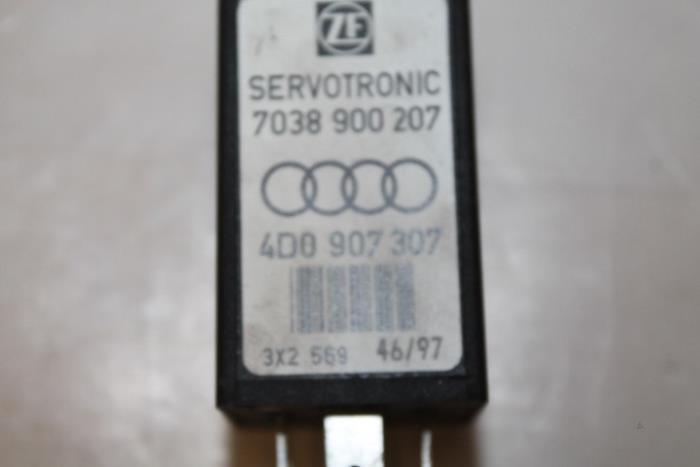 ZF
SERVOTRONIC
7038 900 207
4D0 907 307
3X2 569 46/97